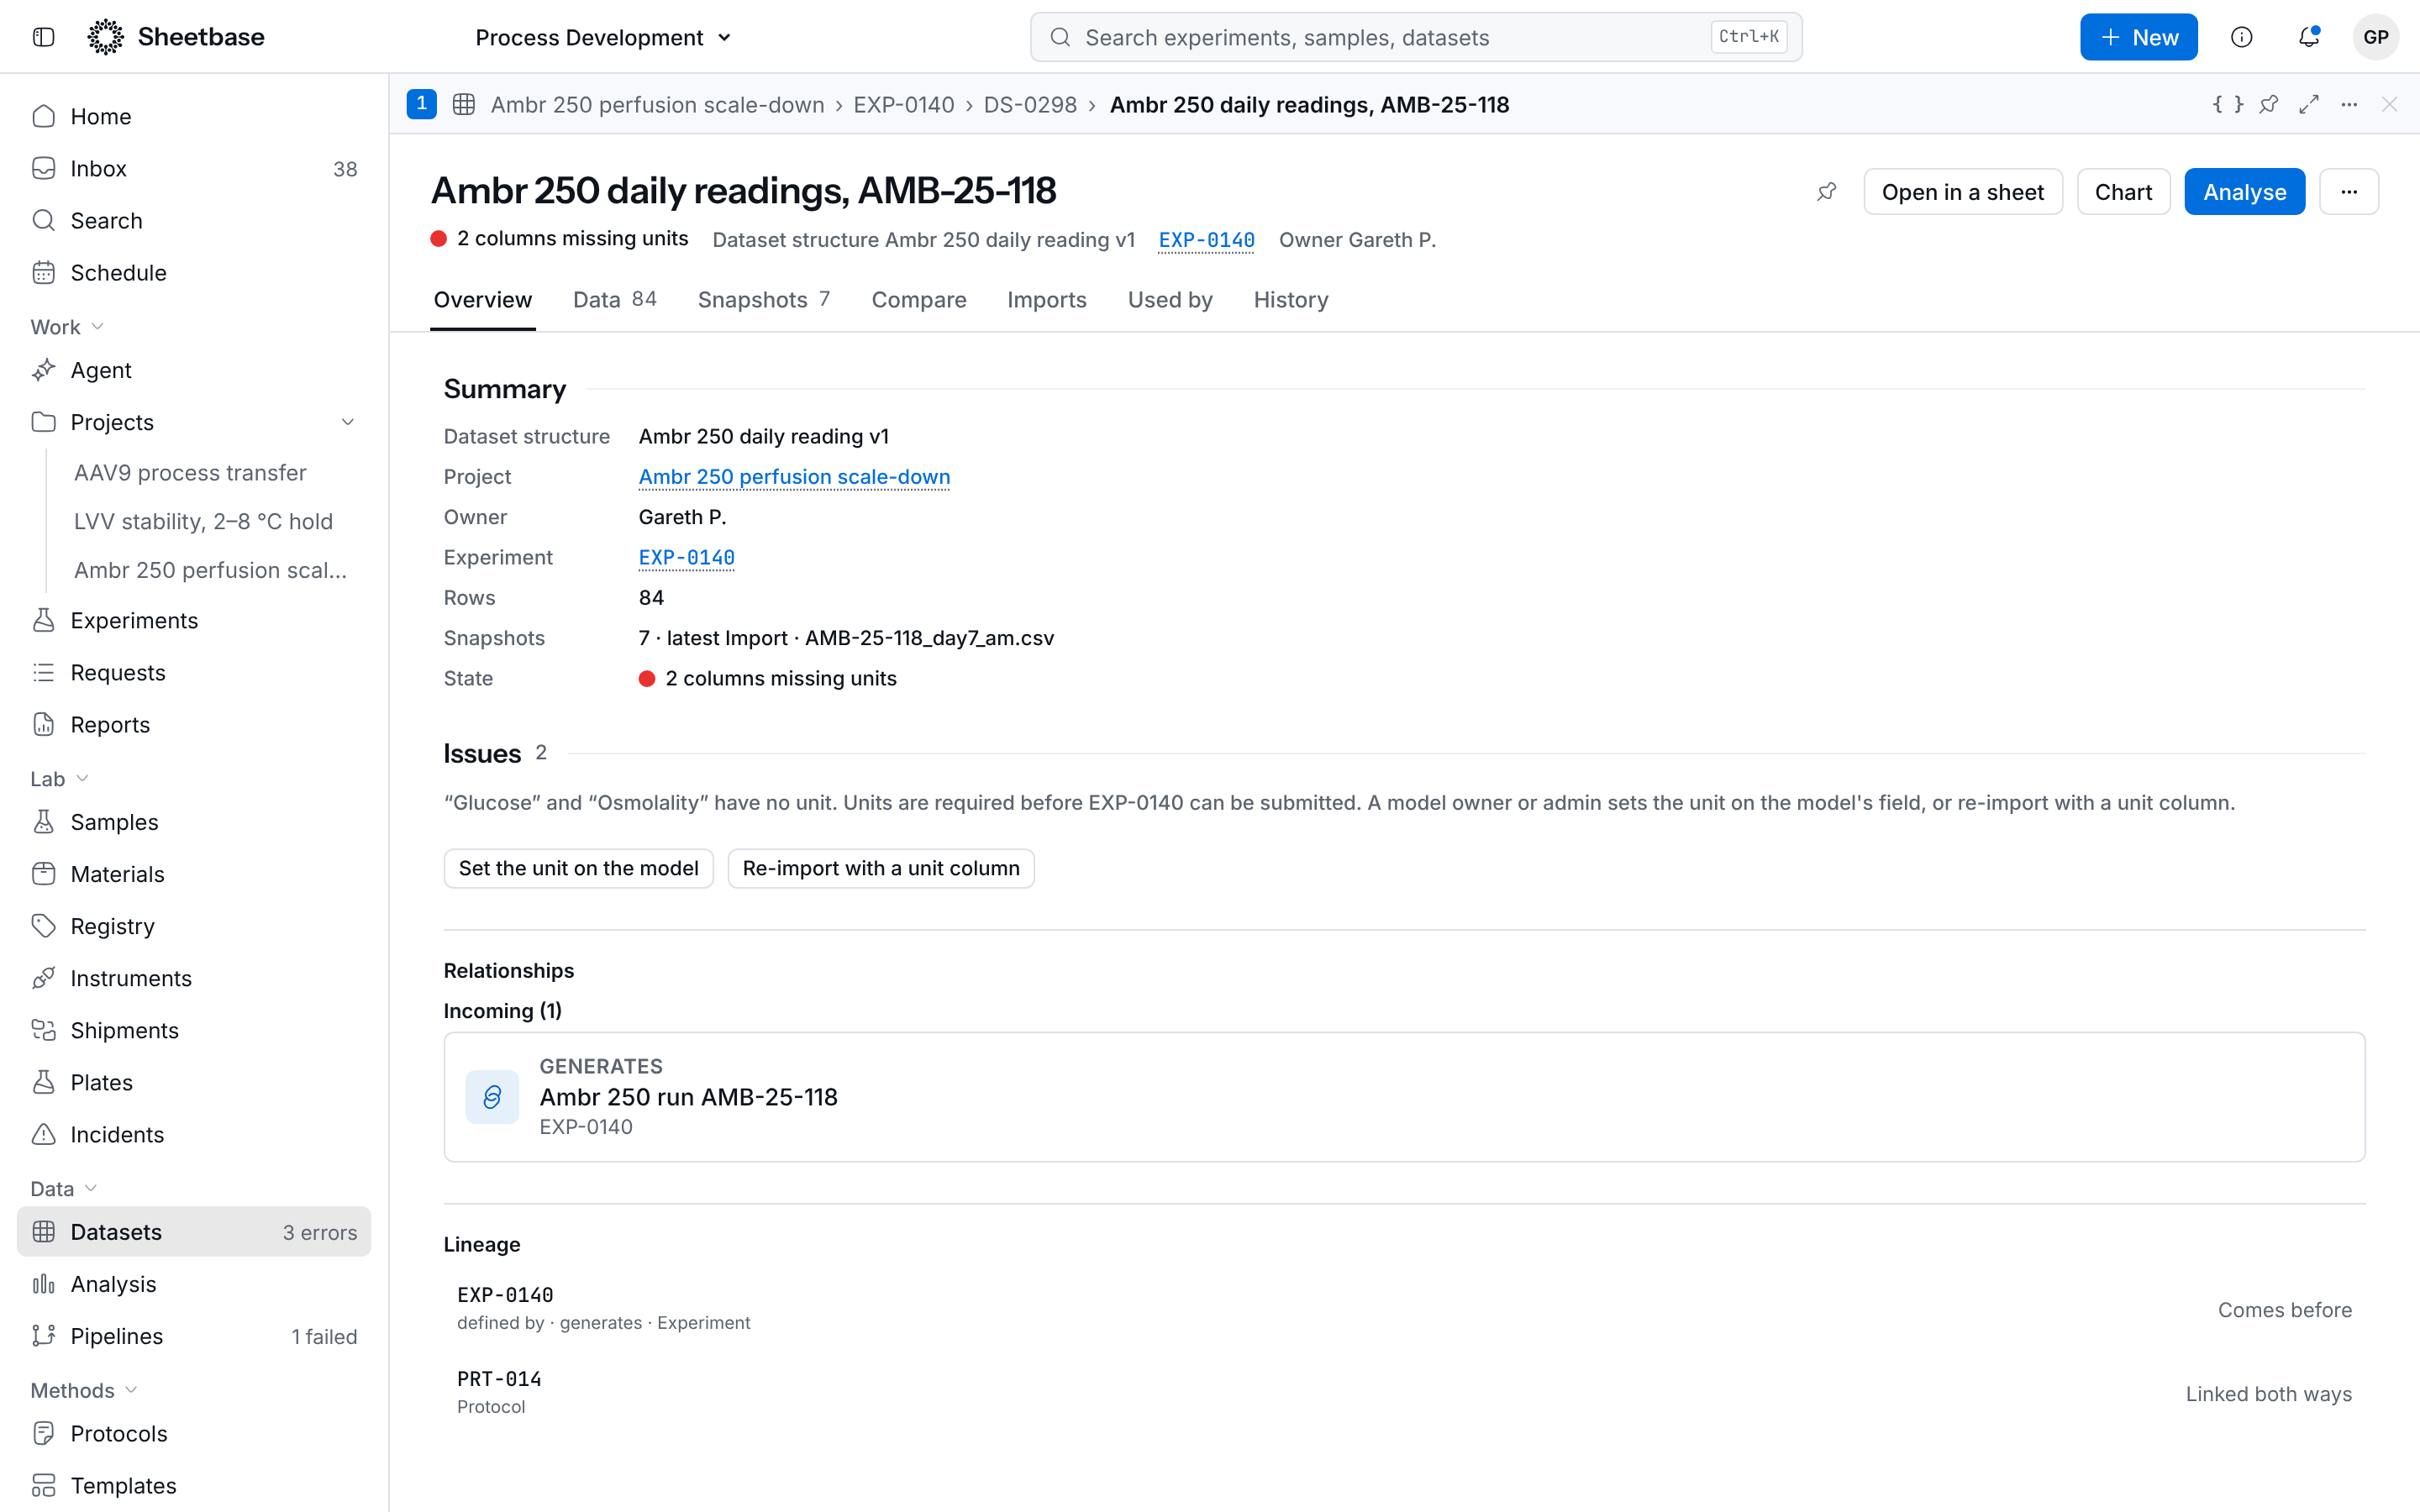 Sheetbase
Process Development
Search experiments, samples, datasets
Ctrl+K
New
GP
Home
Inbox 38
Search
Schedule
Work
Agent
Projects
AAV9 process transfer
LVV stability, 2–8 °C hold
Ambr 250 perfusion scal...
Experiments
Requests
Reports
Lab
Samples
Materials
Registry
Instruments
Shipments
Plates
Incidents
Data
Datasets 3 errors
Analysis
Pipelines 1 failed
Methods
Protocols
Templates
1 Ambr 250 perfusion scale-down › EXP-0140 › DS-0298 › Ambr 250 daily readings, AMB-25-118
{ }
Ambr 250 daily readings, AMB-25-118
Open in a sheet
Chart
Analyse
2 columns missing units Dataset structure Ambr 250 daily reading v1 EXP-0140 Owner Gareth P.
Overview Data 84 Snapshots 7 Compare Imports Used by History
Summary
Dataset structure Ambr 250 daily reading v1
Project Ambr 250 perfusion scale-down
Owner Gareth P.
Experiment EXP-0140
Rows 84
Snapshots 7 · latest Import · AMB-25-118_day7_am.csv
State 2 columns missing units
Issues 2
“Glucose” and “Osmolality” have no unit. Units are required before EXP-0140 can be submitted. A model owner or admin sets the unit on the model's field, or re-import with a unit column.
Set the unit on the model
Re-import with a unit column
Relationships
Incoming (1)
GENERATES
Ambr 250 run AMB-25-118
EXP-0140
Lineage
EXP-0140
defined by · generates · Experiment
Comes before
PRT-014
Protocol
Linked both ways